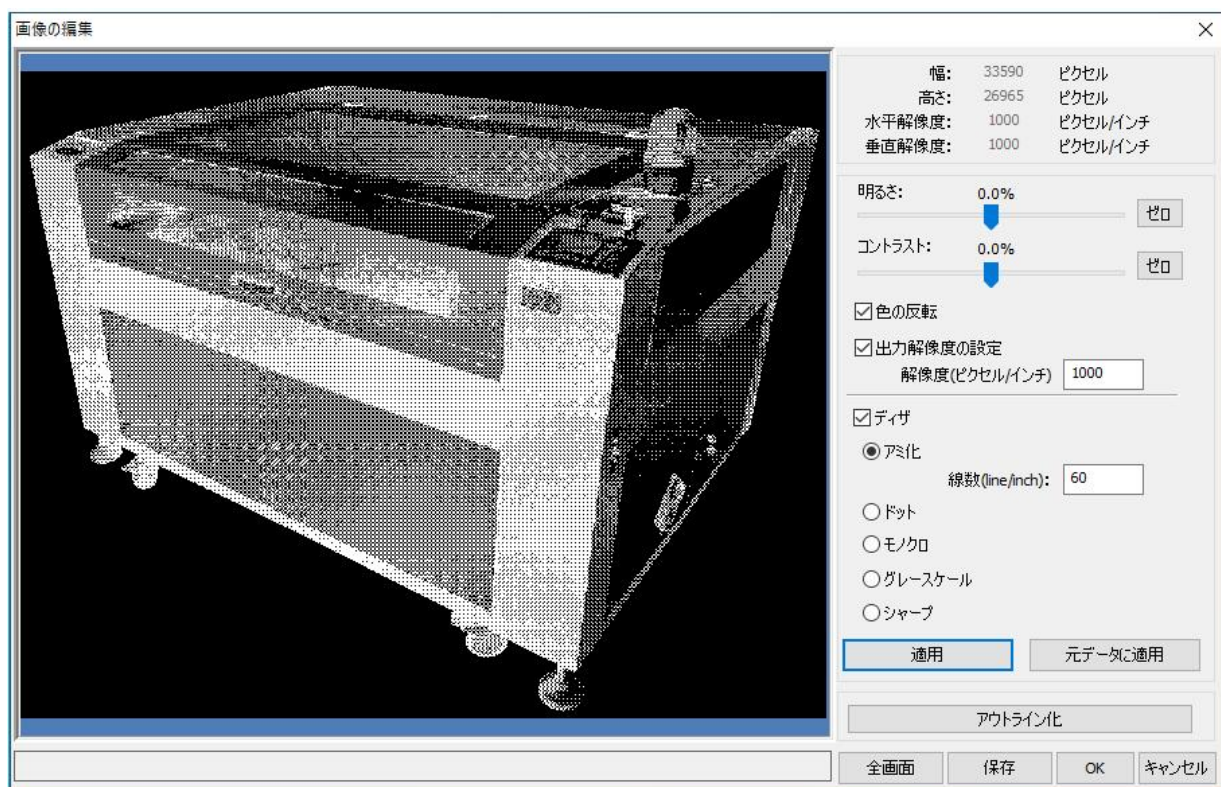 画像の編集
幅: 33590 ピクセル
高さ: 26965 ピクセル
水平解像度: 1000 ピクセル/インチ
垂直解像度: 1000 ピクセル/インチ
明るさ: 0.0%
ゼロ
コントラスト: 0.0%
ゼロ
色の反転
出力解像度の設定
解像度(ピクセル/インチ) 1000
ディザ
アミ化
線数(line/inch): 60
ドット
モノクロ
グレースケール
シャープ
適用 元データに適用
アウトライン化
全画面 保存 OK キャンセル